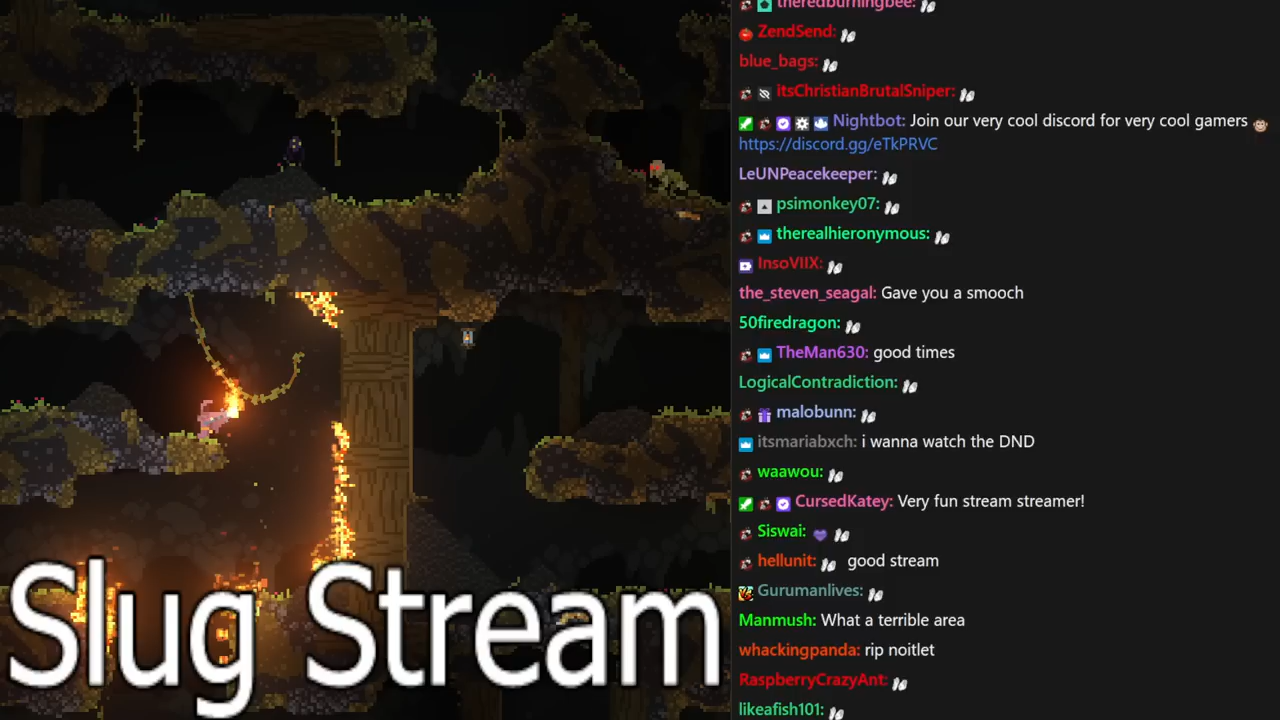 theredburningbee:
ZendSend:
blue_bags:
itsChristianBrutalSniper:
Nightbot: Join our very cool discord for very cool gamers
https://discord.gg/eTkPRVC
LeUNPeacekeeper:
psimonkey07:
therealhieronymous:
InsoVIIX:
the_steven_seagal: Gave you a smooch
50firedragon:
TheMan630: good times
LogicalContradiction:
malobunn:
itsmariabxch: i wanna watch the DND
waawou:
CursedKatey: Very fun stream streamer!
Siswai:
hellunit: good stream
Gurumanlives:
Manmush: What a terrible area
whackingpanda: rip noitlet
RaspberryCrazyAnt:
likeafish101:
Slug Stream